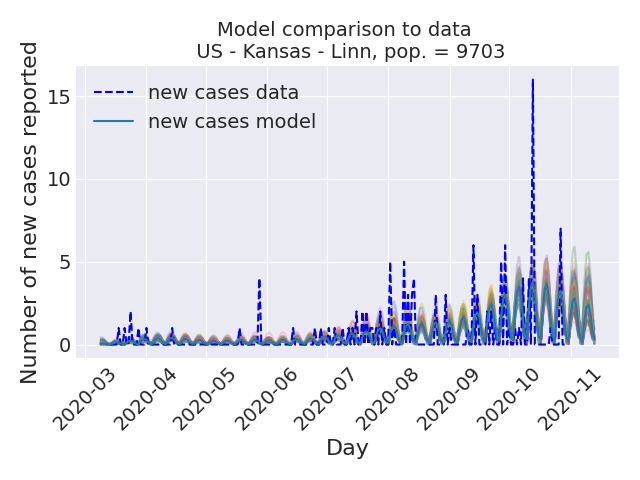 Model comparison to data
US - Kansas - Linn, pop. = 9703
new cases data
new cases model
Number of new cases reported
15
10
5
0
2020-03
2020-04
2020-05
2020-06
2020-07
2020-08
2020-09
2020-10
2020-11
Day